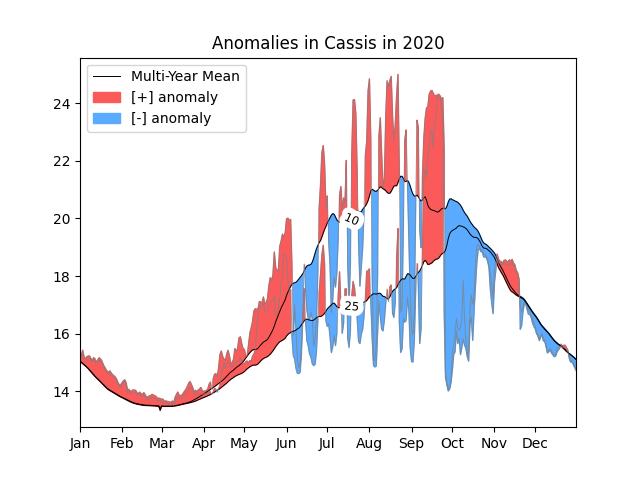 Anomalies in Cassis in 2020
Multi-Year Mean
[+] anomaly
[-] anomaly
24
22
20
18
16
14
10
25
Jan Feb Mar Apr May Jun Jul Aug Sep Oct Nov Dec